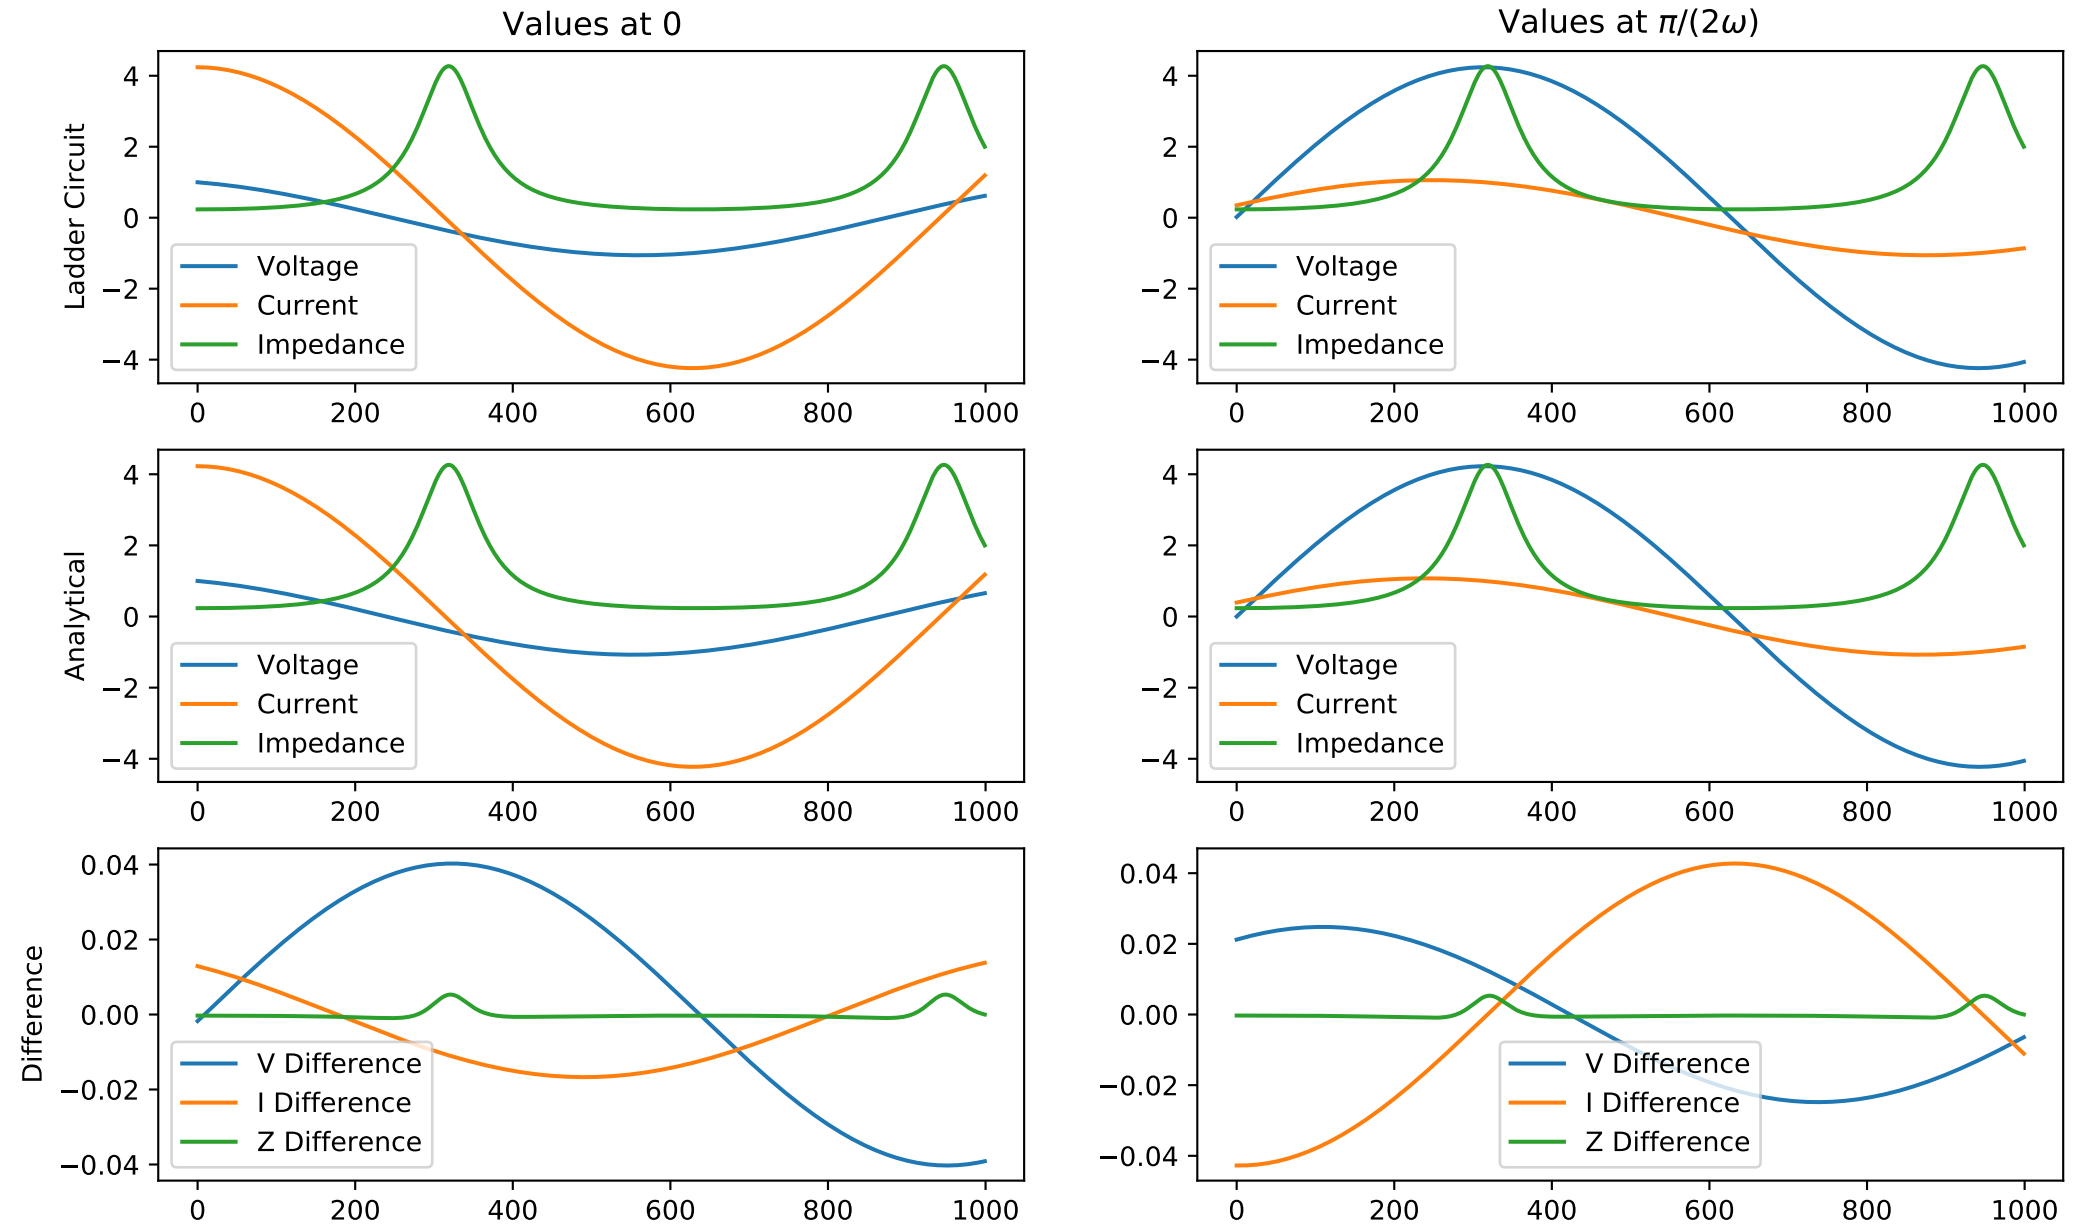 Values at 0
Ladder Circuit
4
2
0
−2
−4
Voltage
Current
Impedance
0 200 400 600 800 1000
Values at π/(2ω)
4
2
0
−2
−4
Voltage
Current
Impedance
0 200 400 600 800 1000
Analytical
4
2
0
−2
−4
Voltage
Current
Impedance
0 200 400 600 800 1000
4
2
0
−2
−4
Voltage
Current
Impedance
0 200 400 600 800 1000
Difference
0.04
0.02
0.00
−0.02
−0.04
V Difference
I Difference
Z Difference
0 200 400 600 800 1000
0.04
0.02
0.00
−0.02
−0.04
V Difference
I Difference
Z Difference
0 200 400 600 800 1000